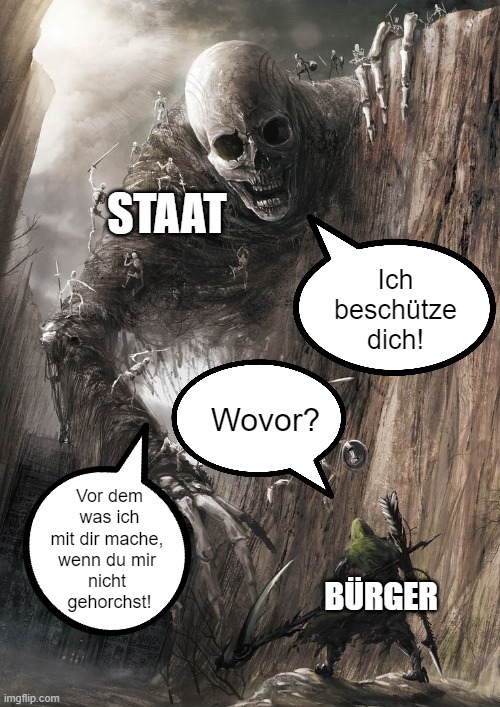 STAAT
Ich
beschütze
dich!
Wovor?
Vor dem
was ich
mit dir mache,
wenn du mir
nicht
gehorchst!
BÜRGER
imgflip.com